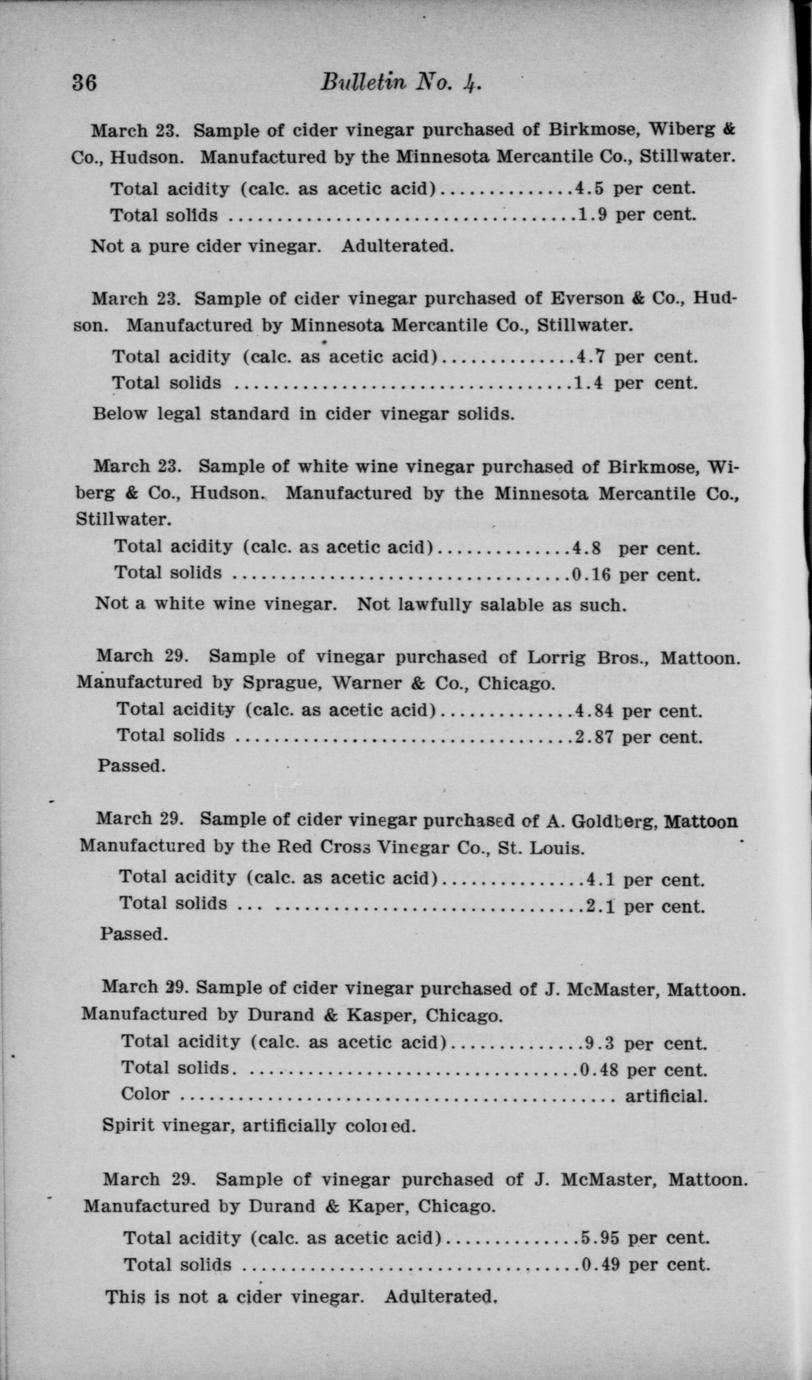 36 Bulletin No. 4.
March 23. Sample of cider vinegar purchased of Birkmose, Wiberg &
Co., Hudson. Manufactured by the Minnesota Mercantile Co., Stillwater.
Total acidity (calc. as acetic acid)..............4.5 per cent.
Total solids ....................................1.9 per cent.
Not a pure cider vinegar. Adulterated.
March 23. Sample of cider vinegar purchased of Everson & Co., Hud-
son. Manufactured by Minnesota Mercantile Co., Stillwater.
Total acidity (calc. as acetic acid)..............4.7 per cent.
Total solids ...................................1.4 per cent.
Below legal standard in cider vinegar solids.
March 23. Sample of white wine vinegar purchased of Birkmose, Wi-
berg & Co., Hudson. Manufactured by the Minnesota Mercantile Co.,
Stillwater.
Total acidity (calc. as acetic acid)..............4.8 per cent.
Total solids ...................................0.16 per cent.
Not a white wine vinegar. Not lawfully salable as such.
March 29. Sample of vinegar purchased of Lorrig Bros., Mattoon.
Manufactured by Sprague, Warner & Co., Chicago.
Total acidity (calc. as acetic acid)..............4.84 per cent.
Total solids ...................................2.87 per cent.
Passed.
March 29. Sample of cider vinegar purchased of A. Goldberg, Mattoon
Manufactured by the Red Cross Vinegar Co., St. Louis.
Total acidity (calc. as acetic acid)...............4.1 per cent.
Total solids ... ................................2.1 per cent.
Passed.
March 29. Sample of cider vinegar purchased of J. McMaster, Mattoon.
Manufactured by Durand & Kasper, Chicago.
Total acidity (calc. as acetic acid)..............9.3 per cent.
Total solids. ..................................0.48 per cent.
Color ............................................. artificial.
Spirit vinegar, artificially colored.
March 29. Sample of vinegar purchased of J. McMaster, Mattoon.
Manufactured by Durand & Kaper, Chicago.
Total acidity (calc. as acetic acid)..............5.95 per cent.
Total solids ...................................0.49 per cent.
This is not a cider vinegar. Adulterated.